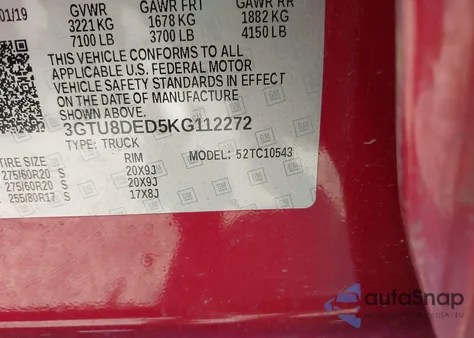 01/19
GVWR GAWR FRT GAWR RR
3221 KG 1678 KG 1882 KG
7100 LB 3700 LB 4150 LB
THIS VEHICLE CONFORMS TO ALL
APPLICABLE U.S. FEDERAL MOTOR
VEHICLE SAFETY STANDARDS IN EFFECT
ON THE DATE OF MANUFACTURE
SHOWN ABOVE.
3GTU8DED5KG112272
TYPE: TRUCK MODEL: 52TC10543
TIRE SIZE RIM
275/60R20 S 20X9J
275/60R20 S 20X9J
255/80R17 S 17X8J
GM
autoSnap